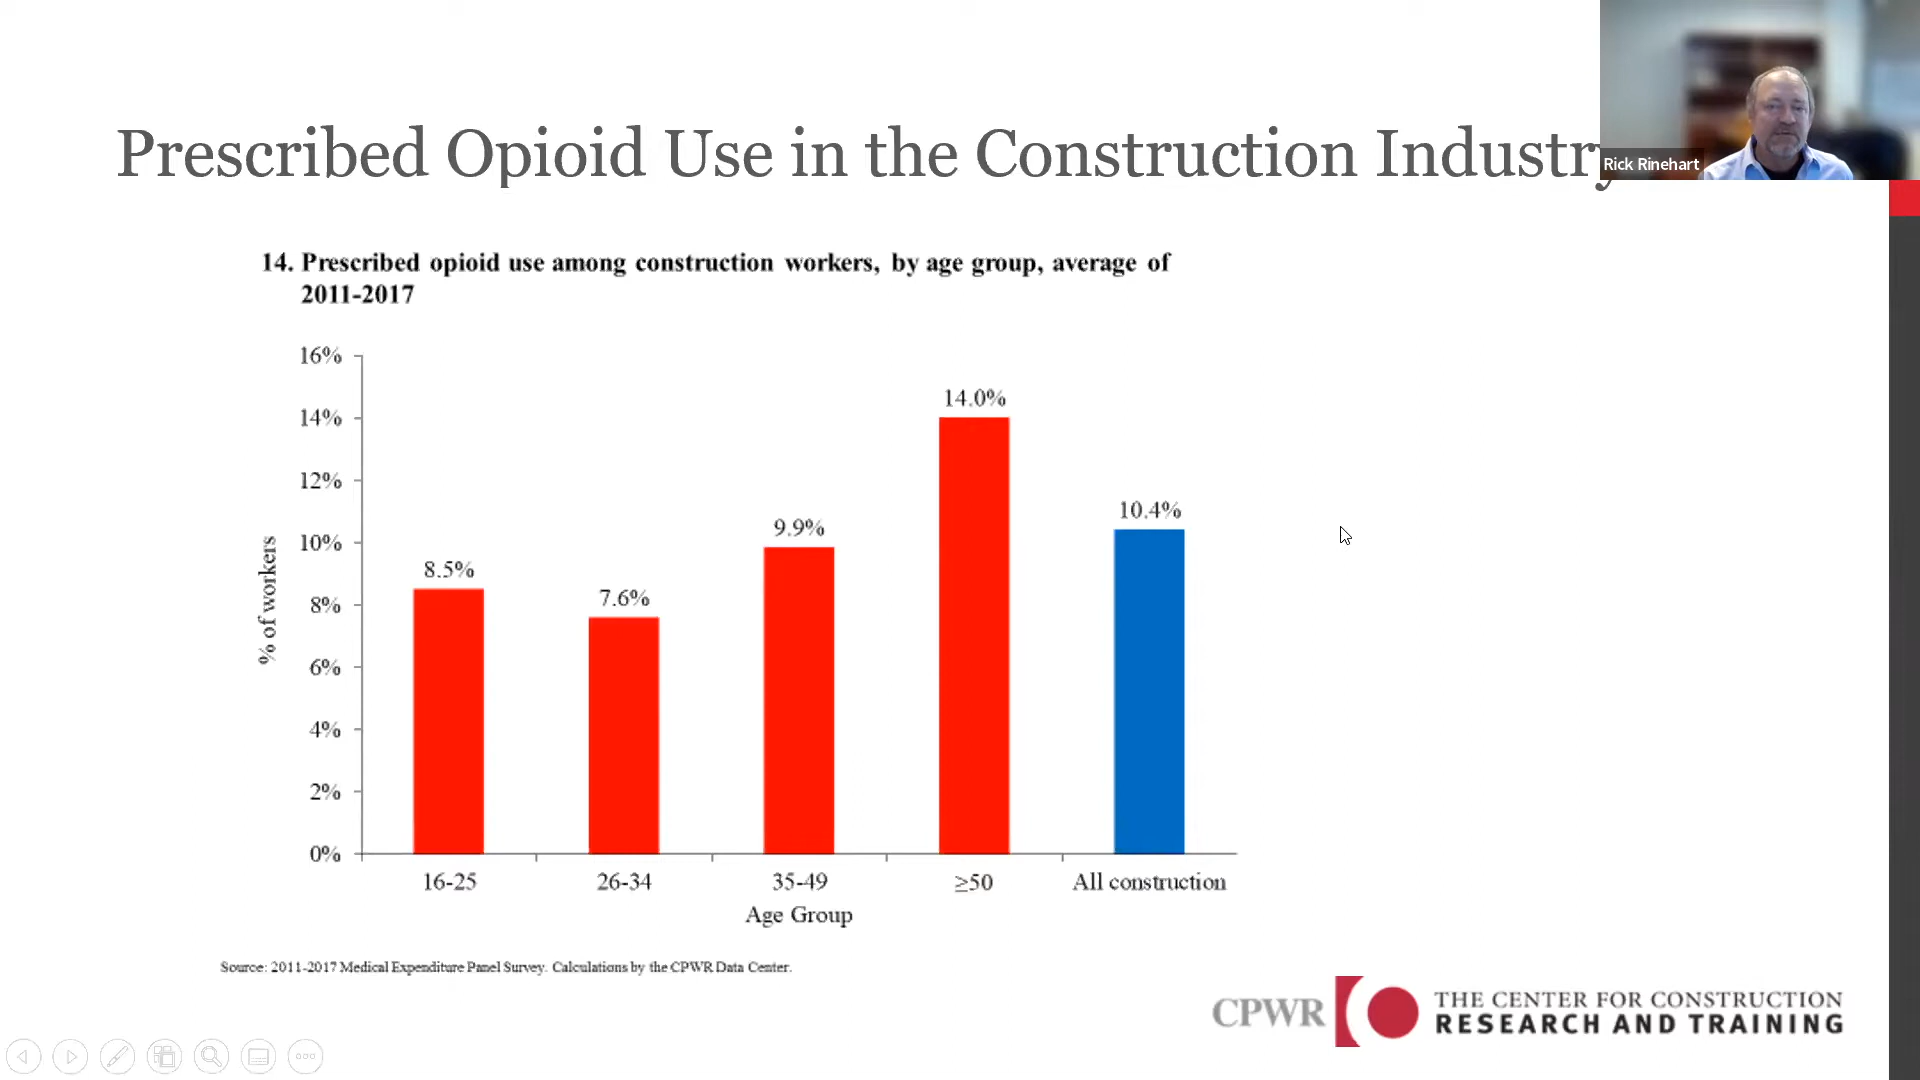 Prescribed Opioid Use in the Construction Industry
Rick Rinehart
14. Prescribed opioid use among construction workers, by age group, average of
2011-2017
16%
14%
12%
10%
8%
6%
4%
2%
0%
% of workers
8.5%
7.6%
9.9%
14.0%
10.4%
16-25
26-34
35-49
≥50
All construction
Age Group
Source: 2011-2017 Medical Expenditure Panel Survey. Calculations by the CPWR Data Center.
CPWR
THE CENTER FOR CONSTRUCTION
RESEARCH AND TRAINING